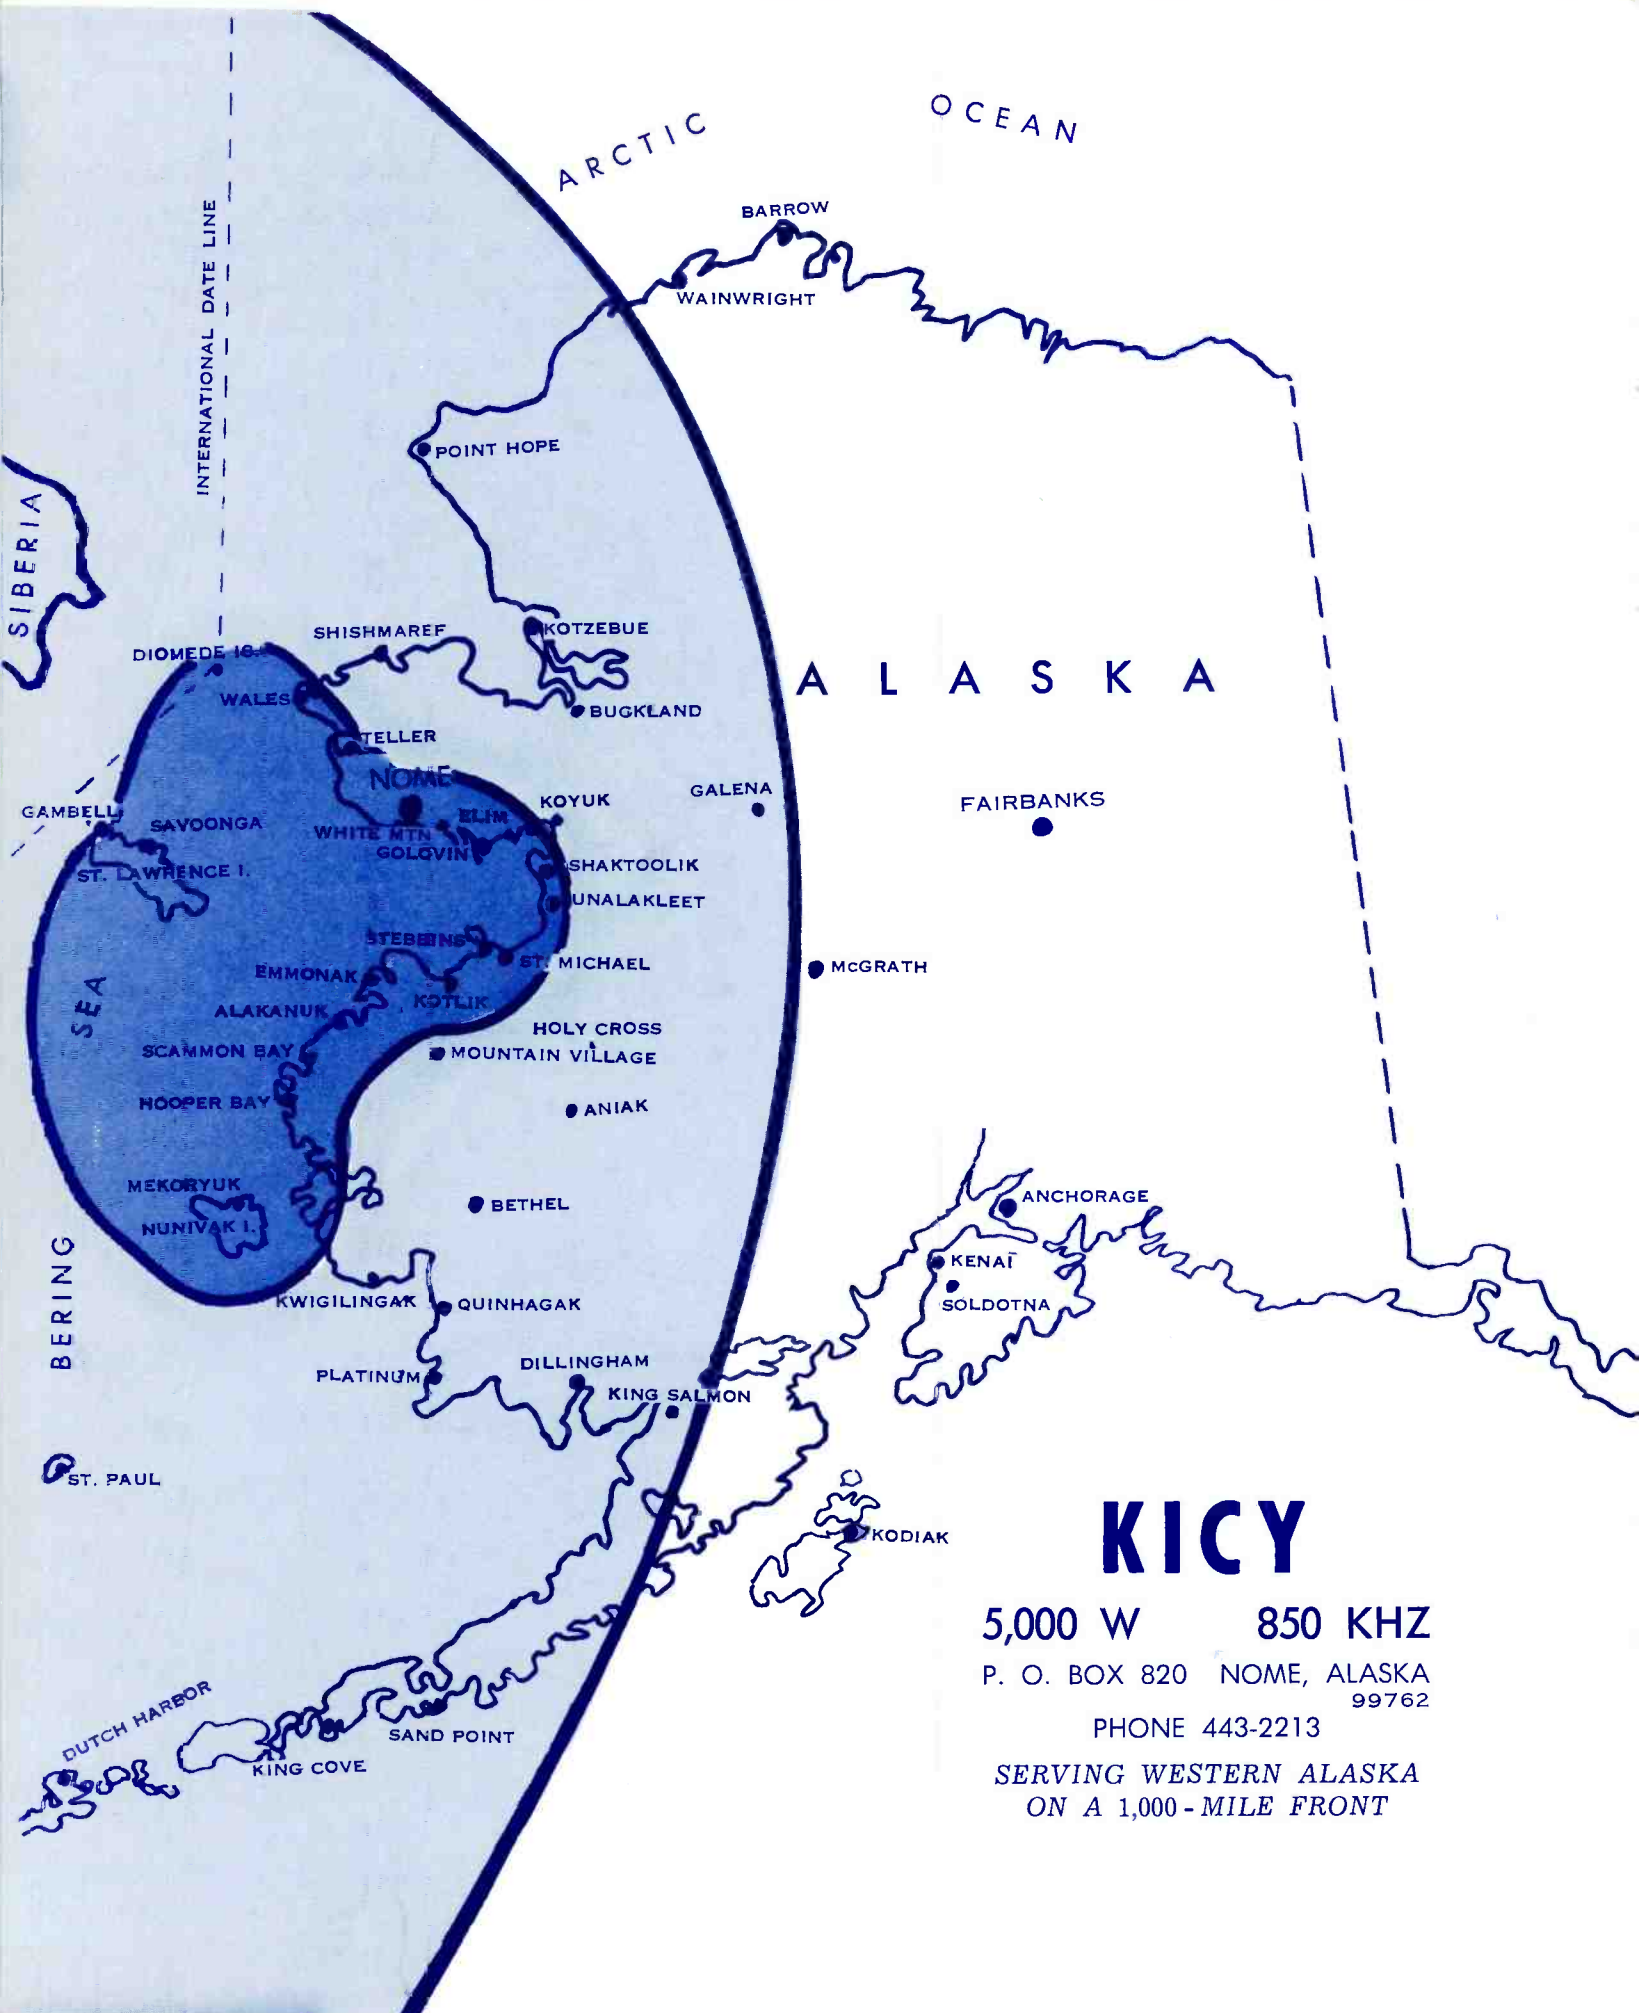 ARCTIC OCEAN
BARROW
WAINWRIGHT
INTERNATIONAL DATE LINE
POINT HOPE
SIBERIA
SHISHMAREF
KOTZEBUE
DIOMEDE IS.
WALES
BUCKLAND
ALASKA
TELLER
NOME
GALENA
KOYUK
FAIRBANKS
GAMBELL
SAVOONGA
ELIM
WHITE MTN
GOLOVIN
SHAKTOOLIK
ST. LAWRENCE I.
UNALAKLEET
STEBBINS
ST. MICHAEL
McGRATH
EMMONAK
KOTLIK
ALAKANUK
HOLY CROSS
SCAMMON BAY
MOUNTAIN VILLAGE
HOOPER BAY
ANIAK
BERING SEA
MEKORYUK
NUNIVAK I.
BETHEL
ANCHORAGE
KENAI
SOLDOTNA
KWIGILINGAK
QUINHAGAK
PLATINUM
DILLINGHAM
KING SALMON
ST. PAUL
KODIAK
DUTCH HARBOR
SAND POINT
KING COVE
KICY
5,000 W 850 KHZ
P. O. BOX 820 NOME, ALASKA
99762
PHONE 443-2213
SERVING WESTERN ALASKA
ON A 1,000-MILE FRONT